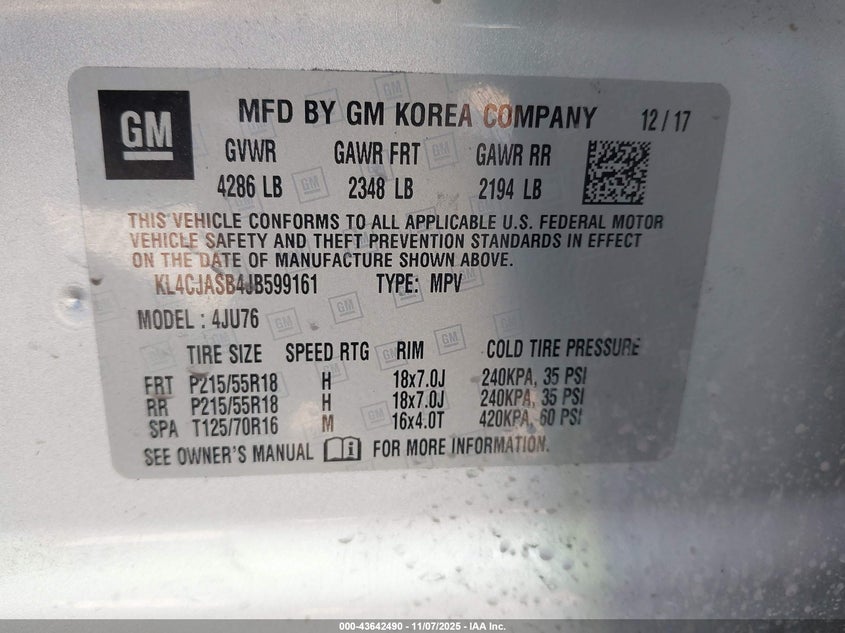 GM MFD BY GM KOREA COMPANY 12/17
GVWR GAWR FRT GAWR RR
4286 LB 2348 LB 2194 LB
THIS VEHICLE CONFORMS TO ALL APPLICABLE U.S. FEDERAL MOTOR
VEHICLE SAFETY AND THEFT PREVENTION STANDARDS IN EFFECT
ON THE DATE OF MANUFACTURE SHOWN ABOVE.
KL4CJASB4JB599161 TYPE: MPV
MODEL : 4JU76
TIRE SIZE SPEED RTG RIM COLD TIRE PRESSURE
FRT P215/55R18 H 18x7.0J 240KPA, 35 PSI
RR P215/55R18 H 18x7.0J 240KPA, 35 PSI
SPA T125/70R16 M 16x4.0T 420KPA, 60 PSI
SEE OWNER'S MANUAL FOR MORE INFORMATION.
000-43642490 - 11/07/2025 - IAA Inc.